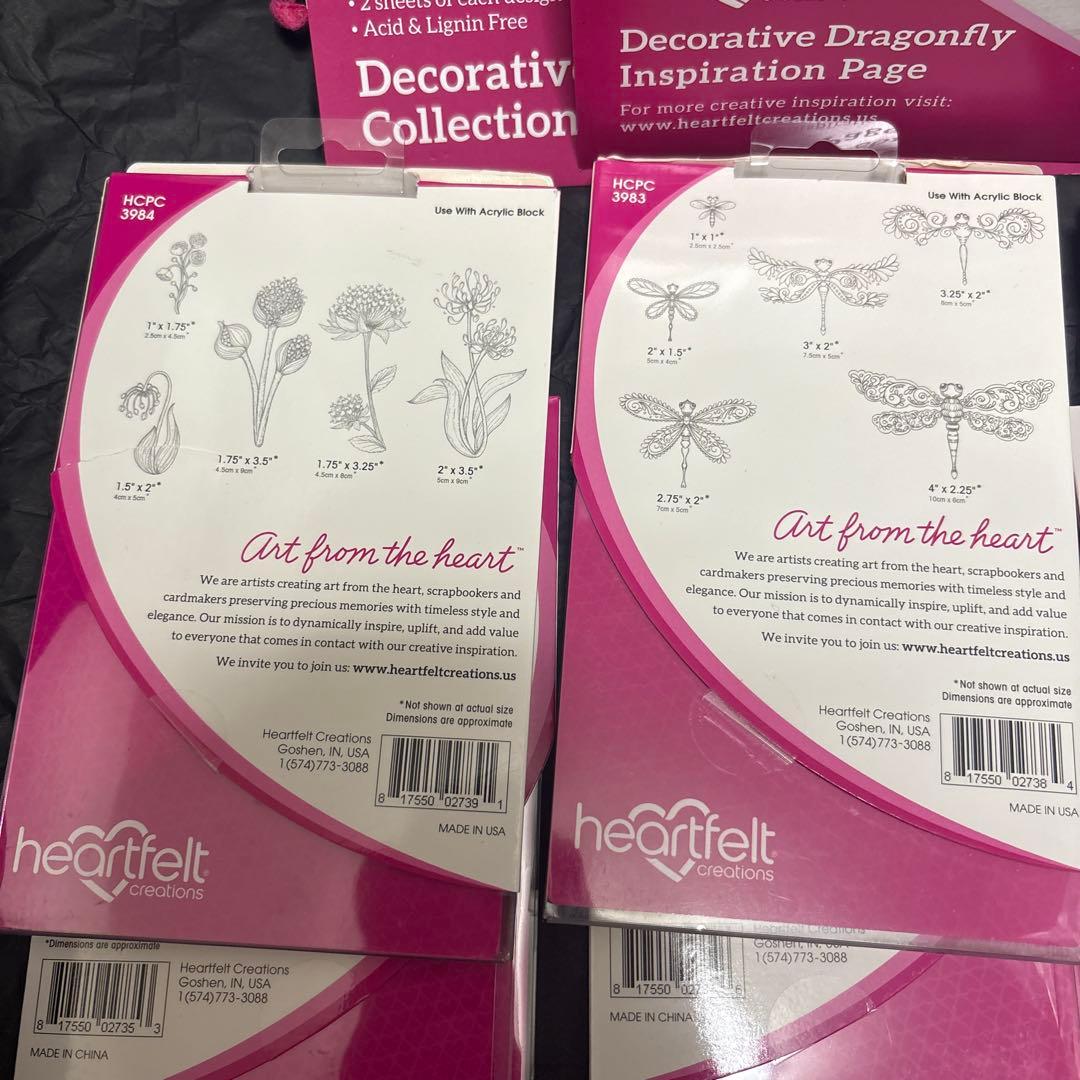 • 2 sheets of each design
• Acid & Lignin Free
Decorativ
Collection
Decorative Dragonfly
Inspiration Page
For more creative inspiration visit:
www.heartfeltcreations.us
HCPC
3984
Use With Acrylic Block
1" x 1.75"*
2.5cm x 4.5cm*
1.5" x 2"*
4cm x 5cm*
1.75" x 3.5"*
4.5cm x 9cm*
1.75" x 3.25"*
4.5cm x 8cm*
2" x 3.5"*
5cm x 9cm*
Art from the heart™
We are artists creating art from the heart, scrapbookers and
cardmakers preserving precious memories with timeless style and
elegance. Our mission is to dynamically inspire, uplift, and add value
to everyone that comes in contact with our creative inspiration.
We invite you to join us: www.heartfeltcreations.us
*Not shown at actual size
Dimensions are approximate
Heartfelt Creations
Goshen, IN, USA
1(574)773-3088
8 17550 02739 1
MADE IN USA
heartfelt
creations®
*Dimensions are approximate
Heartfelt Creations
Goshen, IN, USA
1(574)773-3088
8 17550 02735 3
MADE IN CHINA
HCPC
3983
Use With Acrylic Block
1" x 1"*
2.5cm x 2.5cm*
3.25" x 2"*
8cm x 5cm*
2" x 1.5"*
5cm x 4cm*
3" x 2"*
7.5cm x 5cm*
2.75" x 2"*
7cm x 5cm*
4" x 2.25"*
10cm x 6cm*
Art from the heart™
We are artists creating art from the heart, scrapbookers and
cardmakers preserving precious memories with timeless style and
elegance. Our mission is to dynamically inspire, uplift, and add value
to everyone that comes in contact with our creative inspiration.
We invite you to join us: www.heartfeltcreations.us
*Not shown at actual size
Dimensions are approximate
Heartfelt Creations
Goshen, IN, USA
1(574)773-3088
8 17550 02738 4
MADE IN USA
heartfelt
creations®
Heartfelt Creations
Goshen, IN, USA
1(574)773-3088
8 17550 6
MADE IN CHINA